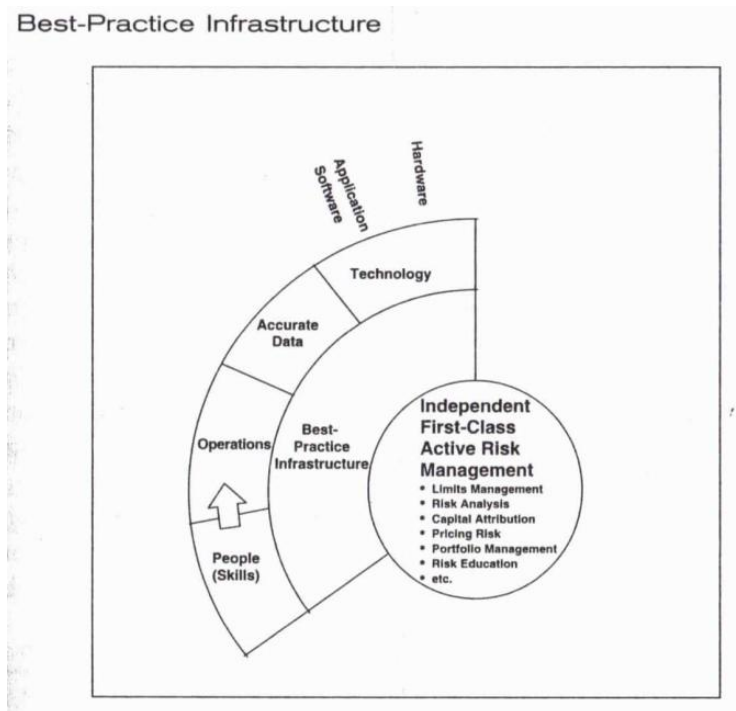 Best-Practice Infrastructure
Hardware
Application
Software
Technology
Accurate
Data
Operations
Best-
Practice
Infrastructure
People
(Skills)
Independent
First-Class
Active Risk
Management
• Limits Management
• Risk Analysis
• Capital Attribution
• Pricing Risk
• Portfolio Management
• Risk Education
• etc.